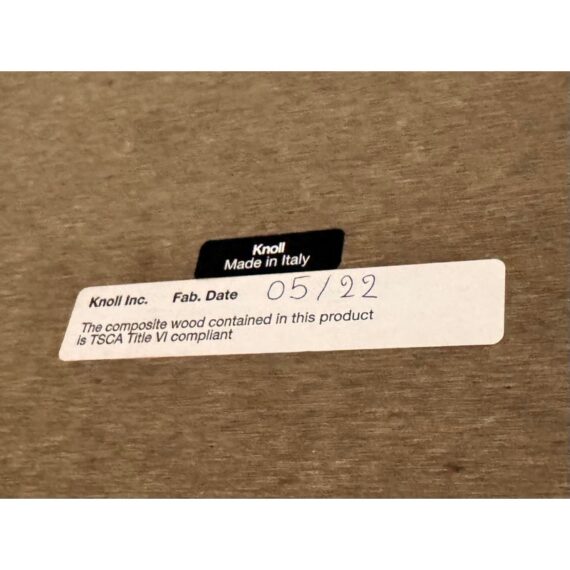 Knoll
Made in Italy
Knoll Inc. Fab. Date 05/22
The composite wood contained in this product
is TSCA Title VI compliant